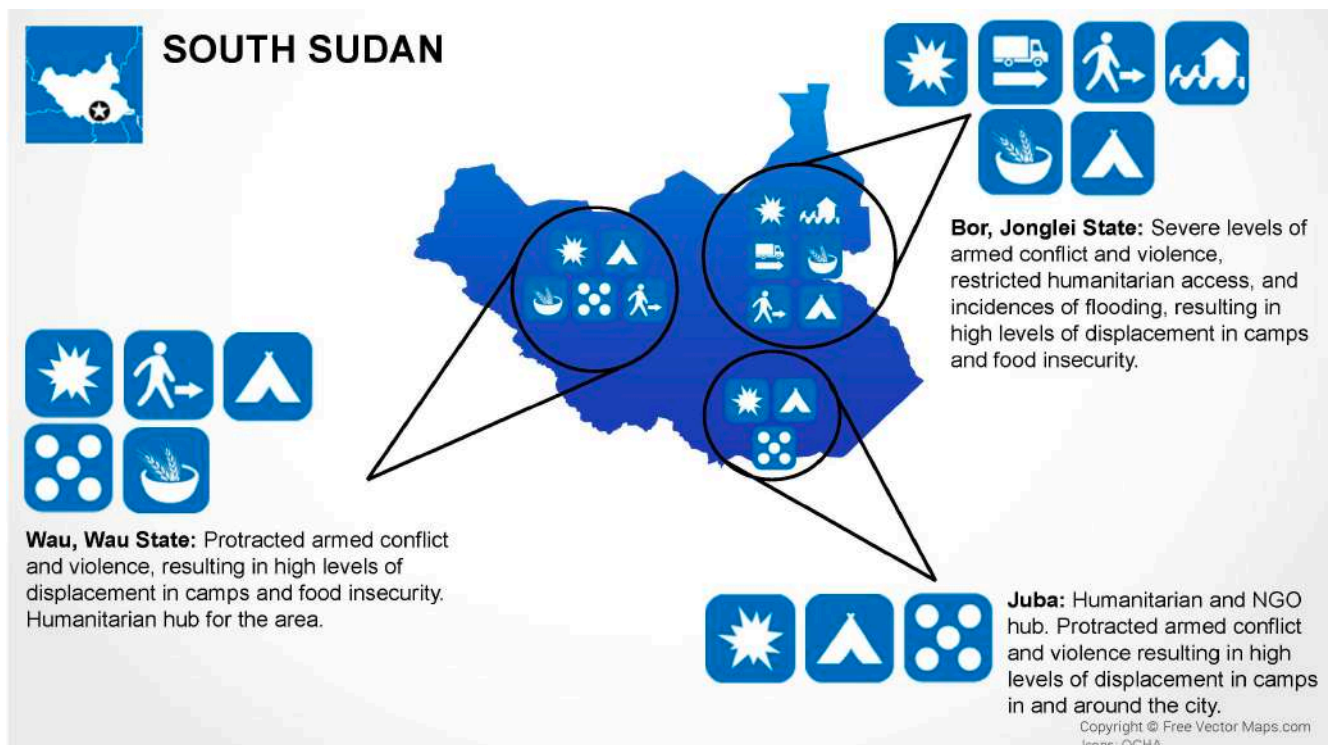 SOUTH SUDAN
Bor, Jonglei State: Severe levels of
armed conflict and violence,
restricted humanitarian access, and
incidences of flooding, resulting in
high levels of displacement in camps
and food insecurity.
Wau, Wau State: Protracted armed conflict
and violence, resulting in high levels of
displacement in camps and food insecurity.
Humanitarian hub for the area.
Juba: Humanitarian and NGO
hub. Protracted armed conflict
and violence resulting in high
levels of displacement in camps
in and around the city.
Copyright © Free Vector Maps.com
Icons: OCHA